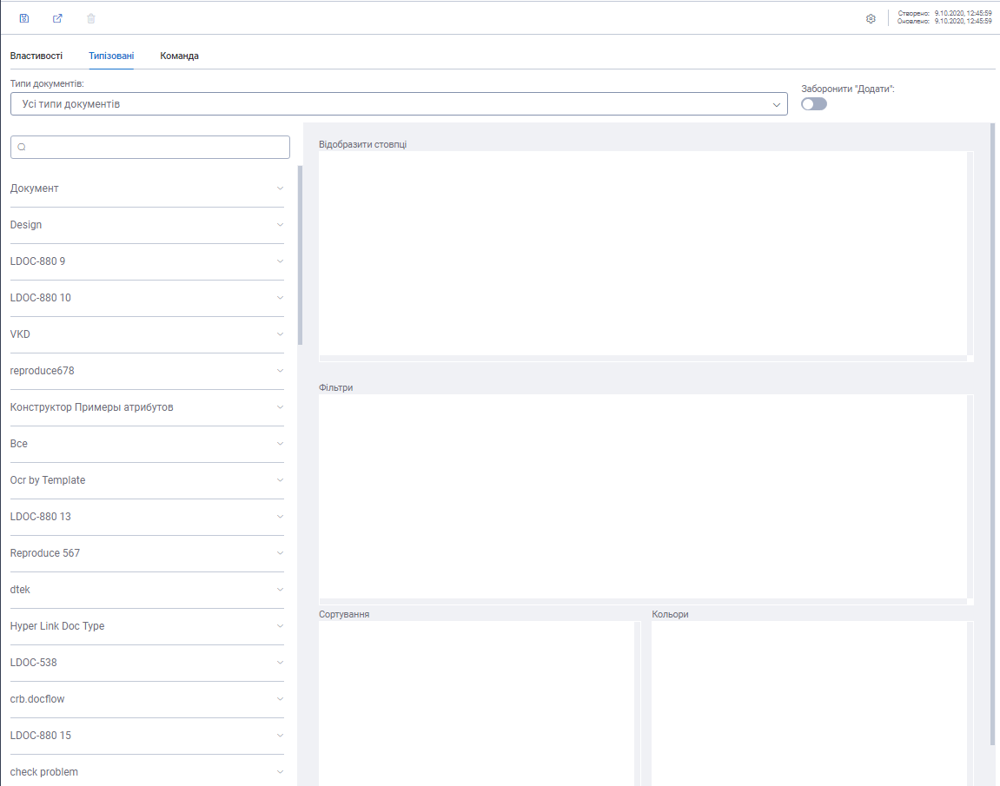 Створено: 9.10.2020, 12:45:59
Оновлено: 9.10.2020, 12:45:59
Властивості Типізовані Команда
Типи документів:
Усі типи документів
Заборонити "Додати":
Документ
Design
LDOC-880 9
LDOC-880 10
VKD
reproduce678
Конструктор Примеры атрибутов
Все
Ocr by Template
LDOC-880 13
Reproduce 567
dtek
Hyper Link Doc Type
LDOC-538
crb.docflow
LDOC-880 15
check problem
Відобразити стовпці
Фільтри
Сортування
Кольори